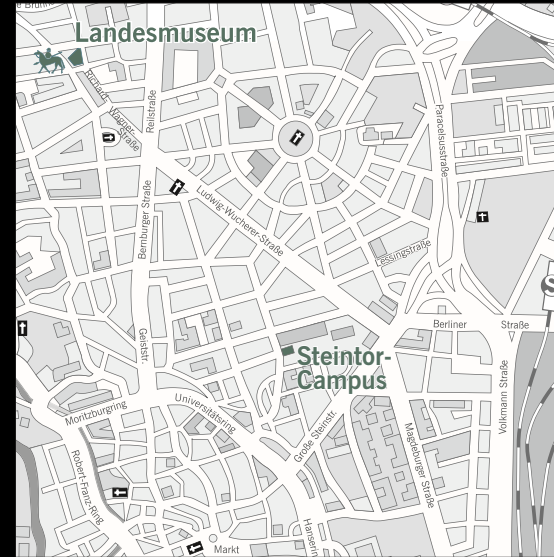 Landesmuseum
Richard-
Wagner-
Straße
Reilstraße
Paracelsusstraße
Bernburger Straße
Ludwig-Wucherer-Straße
Lessingstraße
Berliner Straße
Geiststr.
Steintor-
Campus
Volkmann Straße
Moritzburgring
Universitätsring
Große Steinstr.
Magdeburger Straße
Robert-Franz-Ring
Markt
S